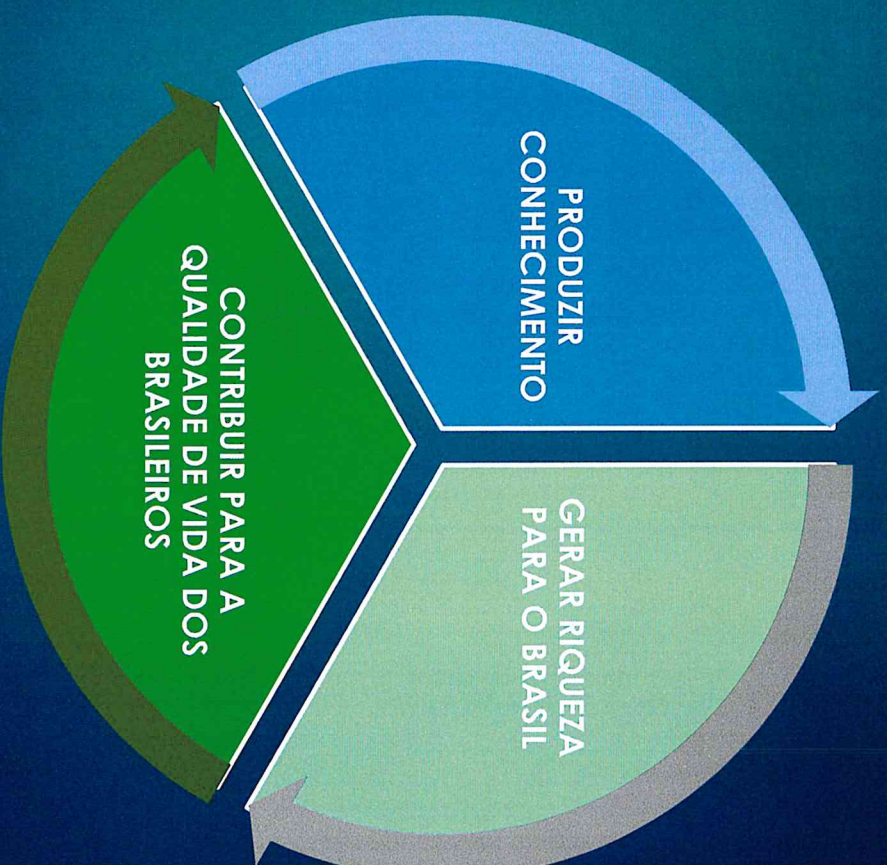 PRODUZIR
CONHECIMENTO
GERAR RIQUEZA
PARA O BRASIL
CONTRIBUIR PARA A
QUALIDADE DE VIDA DOS
BRASILEIROS